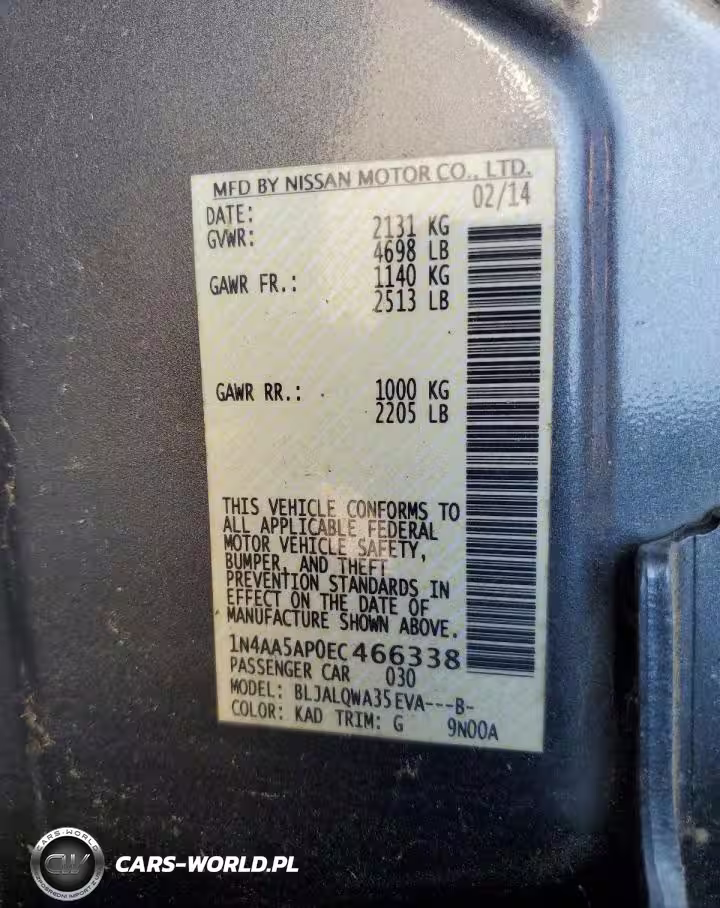 MFD BY NISSAN MOTOR CO., LTD.
DATE: 02/14
GVWR: 2131 KG
4698 LB
GAWR FR.: 1140 KG
2513 LB
GAWR RR.: 1000 KG
2205 LB
THIS VEHICLE CONFORMS TO
ALL APPLICABLE FEDERAL
MOTOR VEHICLE SAFETY,
BUMPER, AND THEFT
PREVENTION STANDARDS IN
EFFECT ON THE DATE OF
MANUFACTURE SHOWN ABOVE.
1N4AA5AP0EC466338
PASSENGER CAR 030
MODEL: BLJALQWA35EVA---B-
COLOR: KAD TRIM: G 9N00A
CARS-WORLD
CW
CARS-WORLD.PL